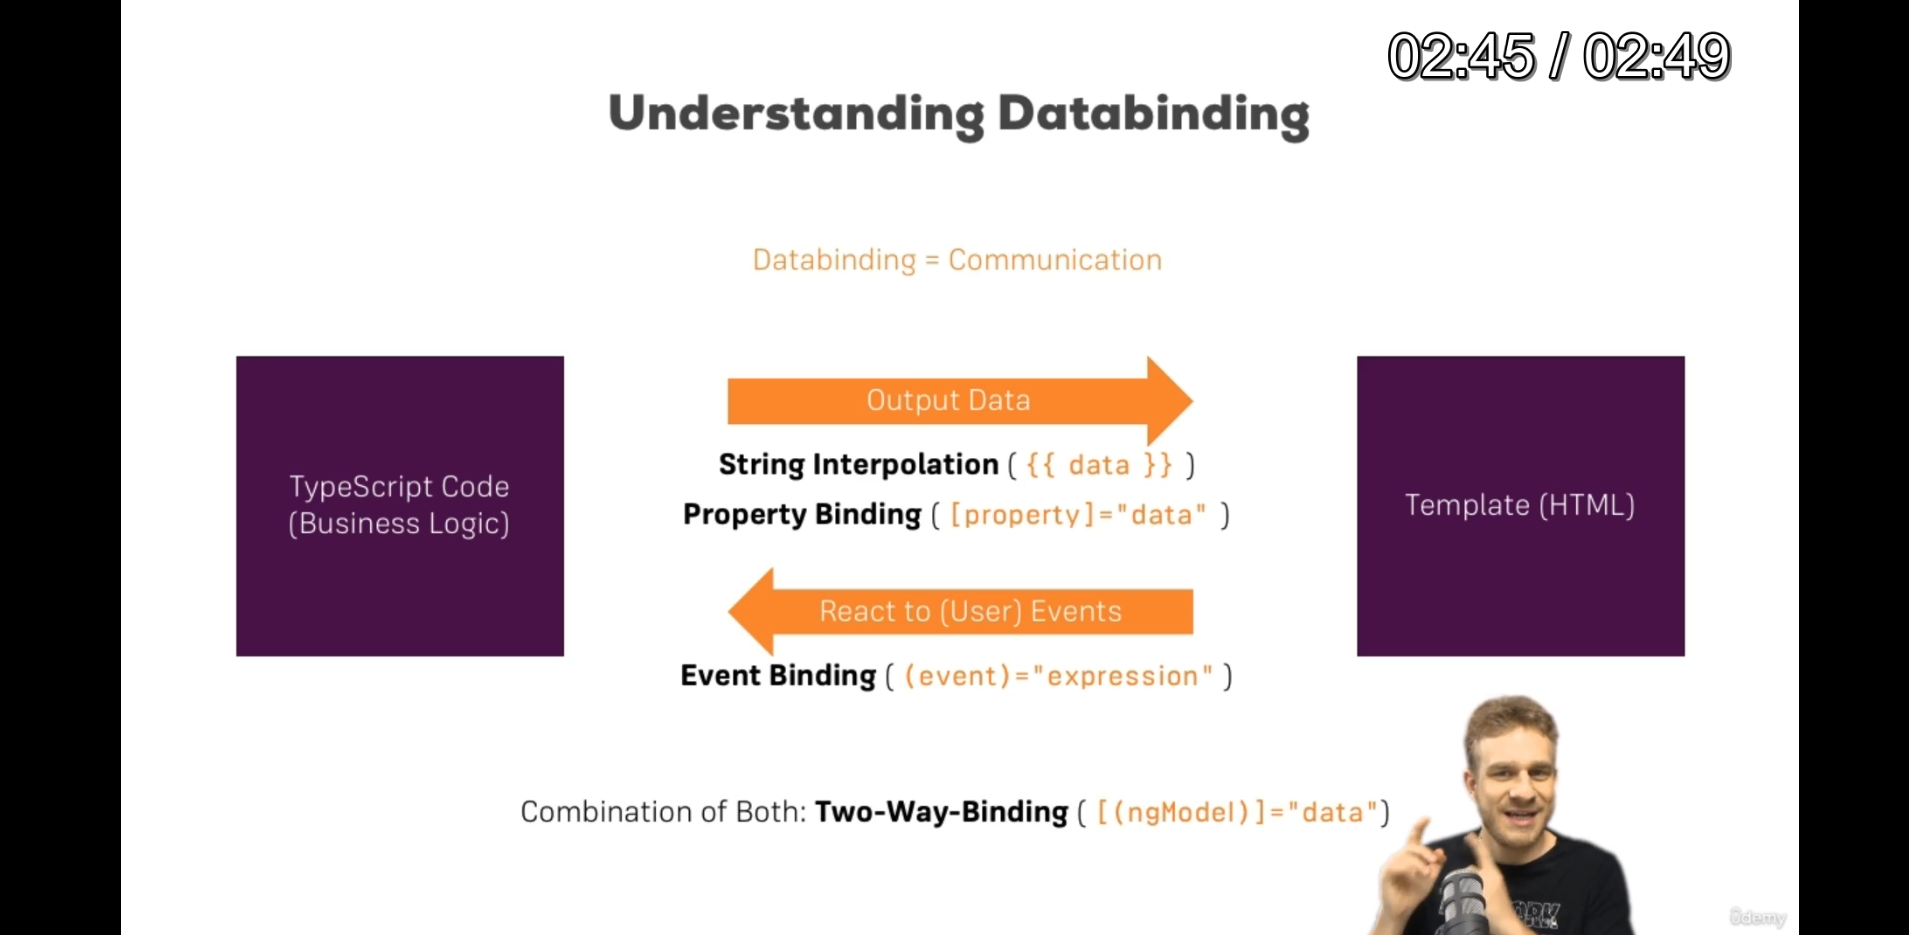 02:45 / 02:49
Understanding Databinding
Databinding = Communication
Output Data
String Interpolation ( {{ data }} )
Property Binding ( [property]="data" )
TypeScript Code
(Business Logic)
Template (HTML)
React to (User) Events
Event Binding ( (event)="expression" )
Combination of Both: Two-Way-Binding ( [(ngModel)]="data")
ûdemy